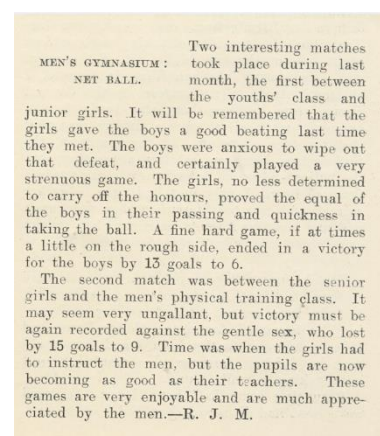 MEN'S GYMNASIUM :
NET BALL.
Two interesting matches
took place during last
month, the first between
the youths' class and
junior girls. It will be remembered that the
girls gave the boys a good beating last time
they met. The boys were anxious to wipe out
that defeat, and certainly played a very
strenuous game. The girls, no less determined
to carry off the honours, proved the equal of
the boys in their passing and quickness in
taking the ball. A fine hard game, if at times
a little on the rough side, ended in a victory
for the boys by 13 goals to 6.
The second match was between the senior
girls and the men's physical training class. It
may seem very ungallant, but victory must be
again recorded against the gentle sex, who lost
by 15 goals to 9. Time was when the girls had
to instruct the men, but the pupils are now
becoming as good as their teachers. These
games are very enjoyable and are much appre-
ciated by the men.—R. J. M.